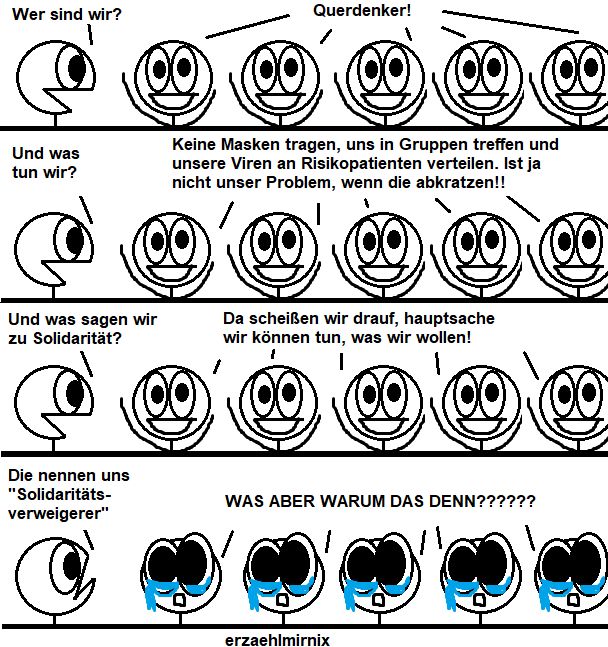 Wer sind wir?
Querdenker!
Und was
tun wir?
Keine Masken tragen, uns in Gruppen treffen und
unsere Viren an Risikopatienten verteilen. Ist ja
nicht unser Problem, wenn die abkratzen!!
Und was sagen wir
zu Solidarität?
Da scheißen wir drauf, hauptsache
wir können tun, was wir wollen!
Die nennen uns
"Solidaritäts-
verweigerer"
WAS ABER WARUM DAS DENN??????
erzaehlmirnix